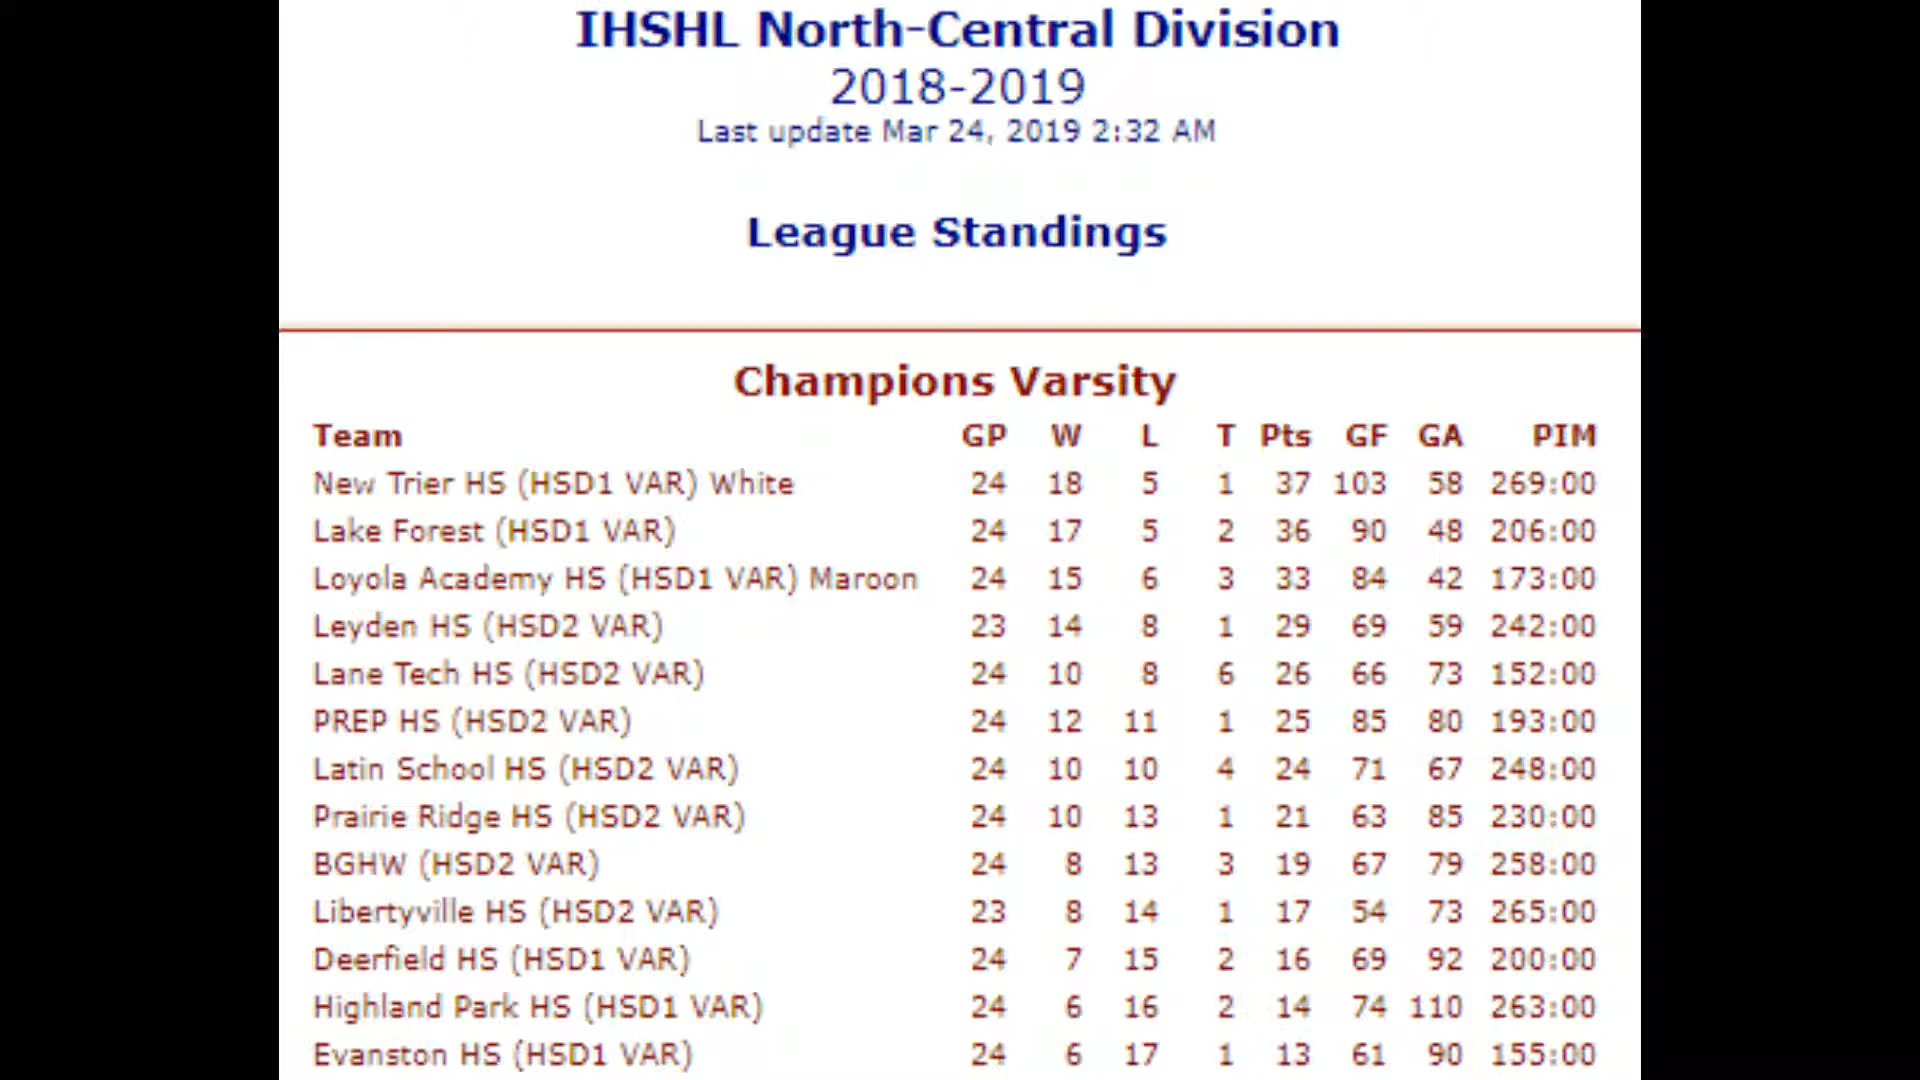 IHSHL North-Central Division
2018-2019
Last update Mar 24, 2019 2:32 AM
League Standings
Champions Varsity
Team GP W L T Pts GF GA PIM
New Trier HS (HSD1 VAR) White 24 18 5 1 37 103 58 269:00
Lake Forest (HSD1 VAR) 24 17 5 2 36 90 48 206:00
Loyola Academy HS (HSD1 VAR) Maroon 24 15 6 3 33 84 42 173:00
Leyden HS (HSD2 VAR) 23 14 8 1 29 69 59 242:00
Lane Tech HS (HSD2 VAR) 24 10 8 6 26 66 73 152:00
PREP HS (HSD2 VAR) 24 12 11 1 25 85 80 193:00
Latin School HS (HSD2 VAR) 24 10 10 4 24 71 67 248:00
Prairie Ridge HS (HSD2 VAR) 24 10 13 1 21 63 85 230:00
BGHW (HSD2 VAR) 24 8 13 3 19 67 79 258:00
Libertyville HS (HSD2 VAR) 23 8 14 1 17 54 73 265:00
Deerfield HS (HSD1 VAR) 24 7 15 2 16 69 92 200:00
Highland Park HS (HSD1 VAR) 24 6 16 2 14 74 110 263:00
Evanston HS (HSD1 VAR) 24 6 17 1 13 61 90 155:00